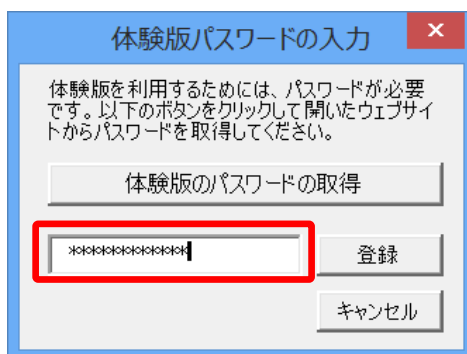 体験版パスワードの入力
体験版を利用するためには、パスワードが必要
です。以下のボタンをクリックして開いたウェブサイ
トからパスワードを取得してください。
体験版のパスワードの取得
************
登録
キャンセル